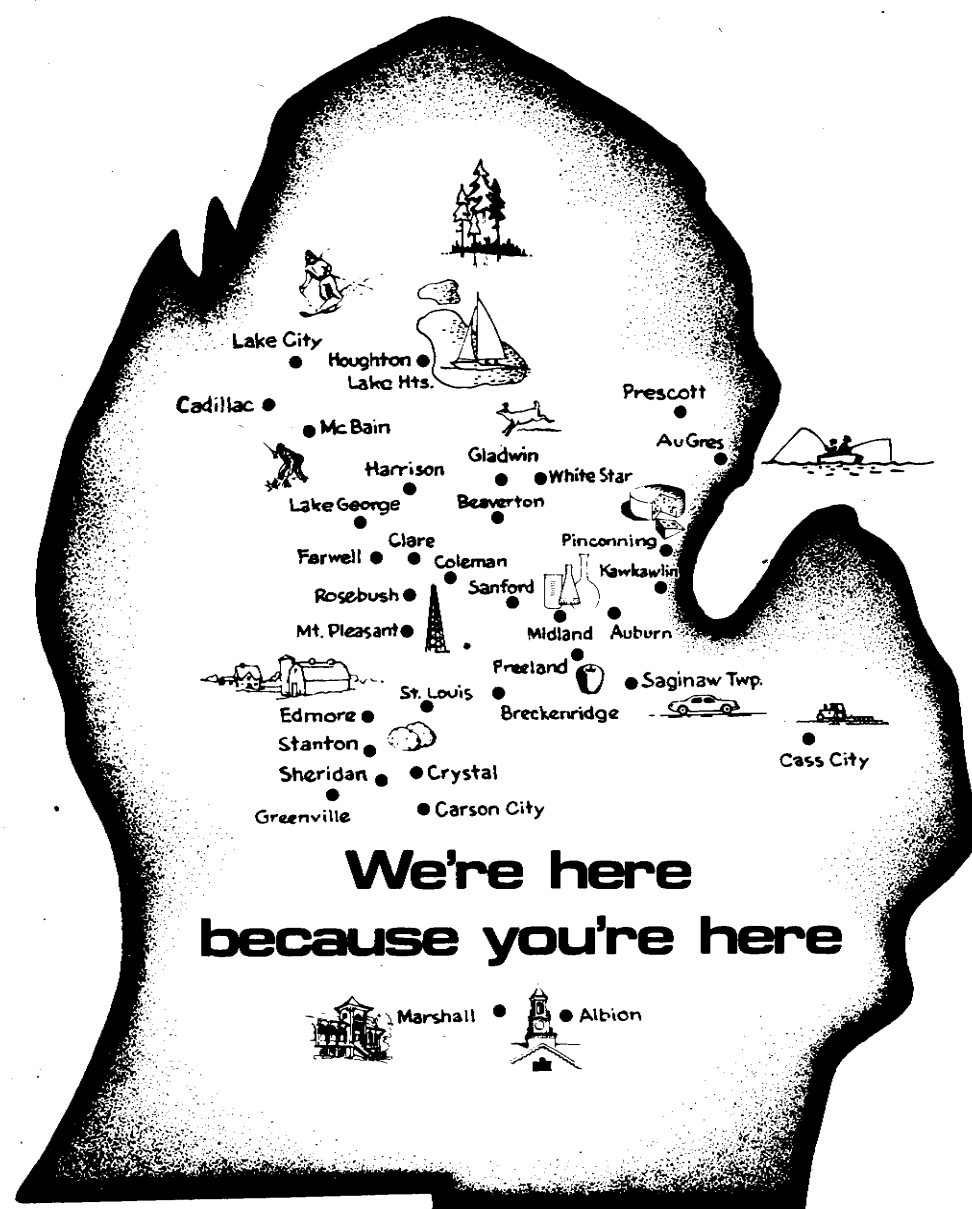 Lake City
Houghton
Lake Hts.
Cadillac
Prescott
McBain
AuGres
Gladwin
Harrison
White Star
Lake George
Beaverton
Clare
Pinconning
Farwell
Coleman
Kawkawlin
Sanford
Rosebush
Mt. Pleasant
Midland
Auburn
Freeland
Saginaw Twp.
St. Louis
Edmore
Breckenridge
Stanton
Cass City
Sheridan
Crystal
Greenville
Carson City
We're here
because you're here
Marshall
Albion